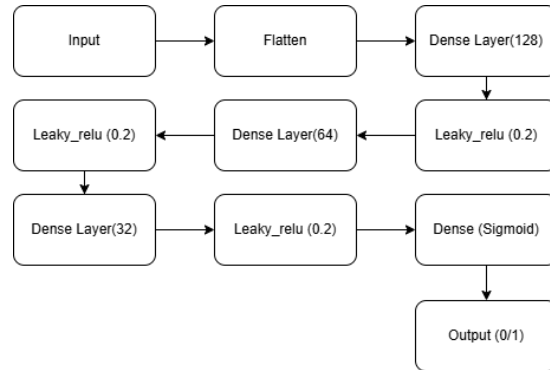 Input
Flatten
Dense Layer(128)
Leaky_relu (0.2)
Dense Layer(64)
Leaky_relu (0.2)
Dense Layer(32)
Leaky_relu (0.2)
Dense (Sigmoid)
Output (0/1)